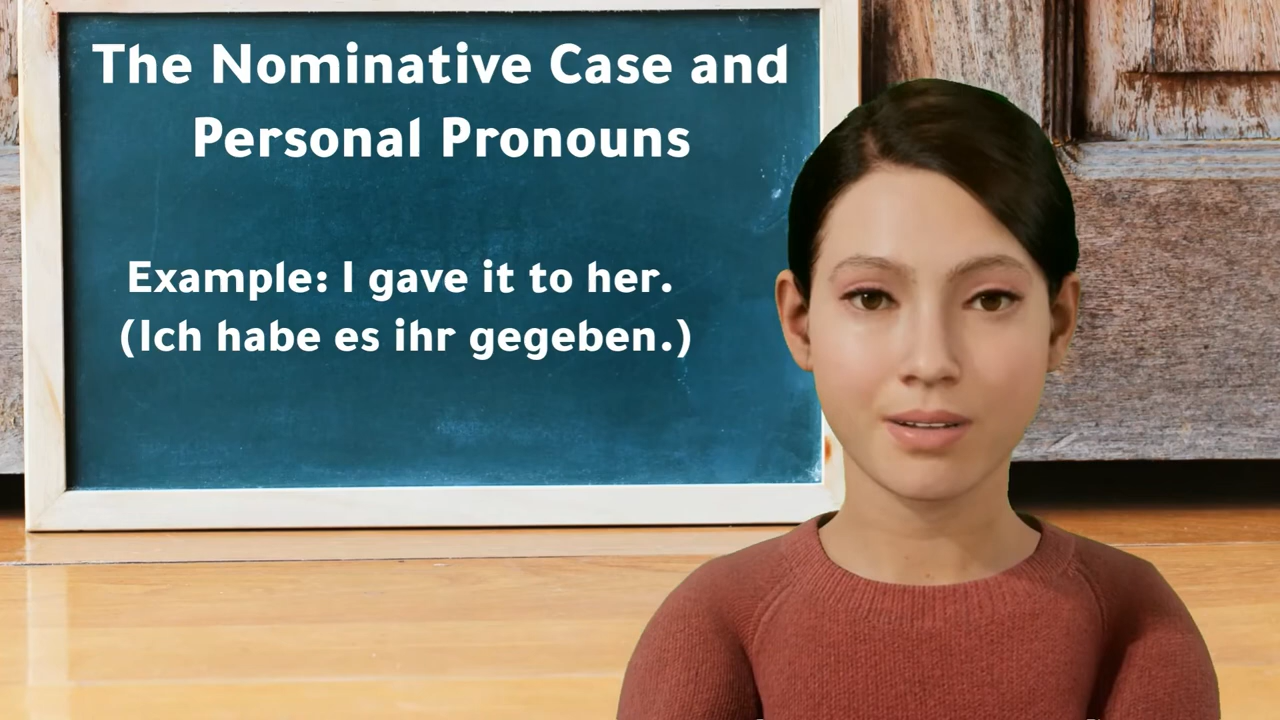 The Nominative Case and
Personal Pronouns
Example: I gave it to her.
(Ich habe es ihr gegeben.)